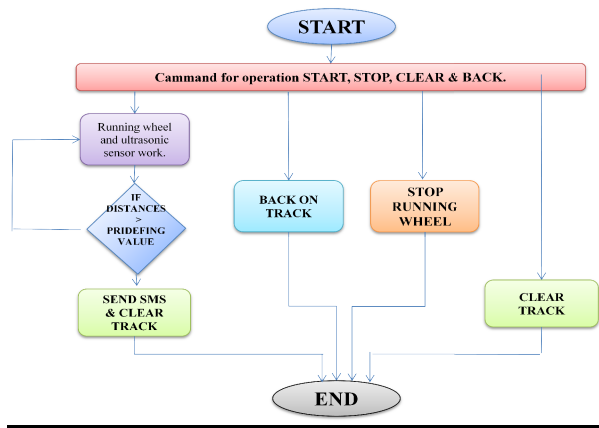 START
Cammand for operation START, STOP, CLEAR & BACK.
Running wheel
and ultrasonic
sensor work.
IF
DISTANCES
>
PRIDEFING
VALUE
BACK ON
TRACK
STOP
RUNNING
WHEEL
SEND SMS
& CLEAR
TRACK
CLEAR
TRACK
END